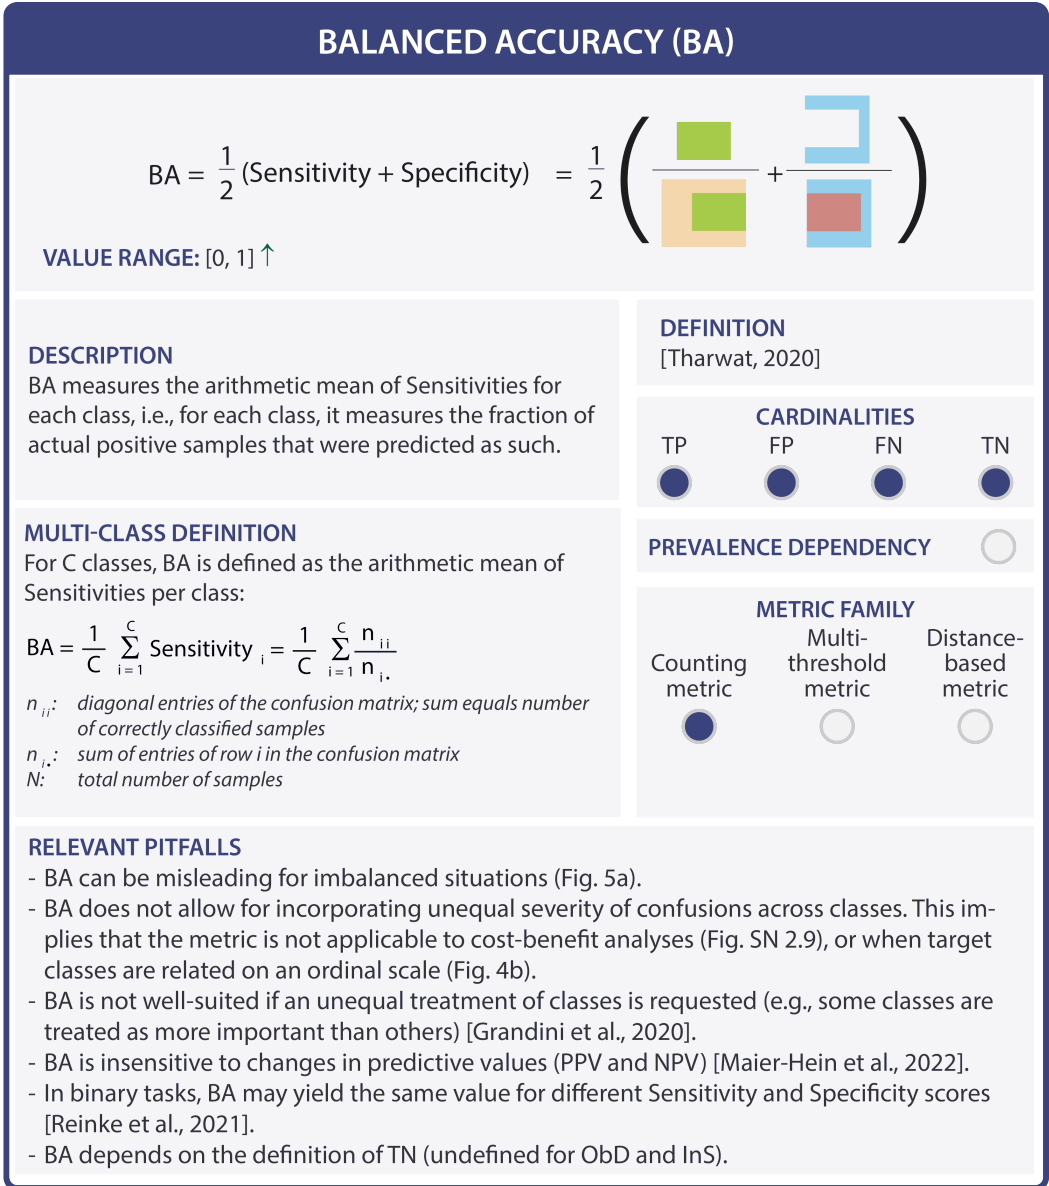 BALANCED ACCURACY (BA)
BA = 1/2 (Sensitivity + Specificity) = 1/2 ( + )
VALUE RANGE: [0, 1] ↑
DESCRIPTION
BA measures the arithmetic mean of Sensitivities for
each class, i.e., for each class, it measures the fraction of
actual positive samples that were predicted as such.
MULTI-CLASS DEFINITION
For C classes, BA is defined as the arithmetic mean of
Sensitivities per class:
BA = 1/C Σ_{i=1}^{C} Sensitivity_i = 1/C Σ_{i=1}^{C} n_{ii}/n_{i.}
n_{ii}: diagonal entries of the confusion matrix; sum equals number
of correctly classified samples
n_{i.}: sum of entries of row i in the confusion matrix
N: total number of samples
DEFINITION
[Tharwat, 2020]
CARDINALITIES
TP FP FN TN
PREVALENCE DEPENDENCY
METRIC FAMILY
Counting
metric
Multi-
threshold
metric
Distance-
based
metric
RELEVANT PITFALLS
- BA can be misleading for imbalanced situations (Fig. 5a).
- BA does not allow for incorporating unequal severity of confusions across classes. This im-
plies that the metric is not applicable to cost-benefit analyses (Fig. SN 2.9), or when target
classes are related on an ordinal scale (Fig. 4b).
- BA is not well-suited if an unequal treatment of classes is requested (e.g., some classes are
treated as more important than others) [Grandini et al., 2020].
- BA is insensitive to changes in predictive values (PPV and NPV) [Maier-Hein et al., 2022].
- In binary tasks, BA may yield the same value for different Sensitivity and Specificity scores
[Reinke et al., 2021].
- BA depends on the definition of TN (undefined for ObD and InS).